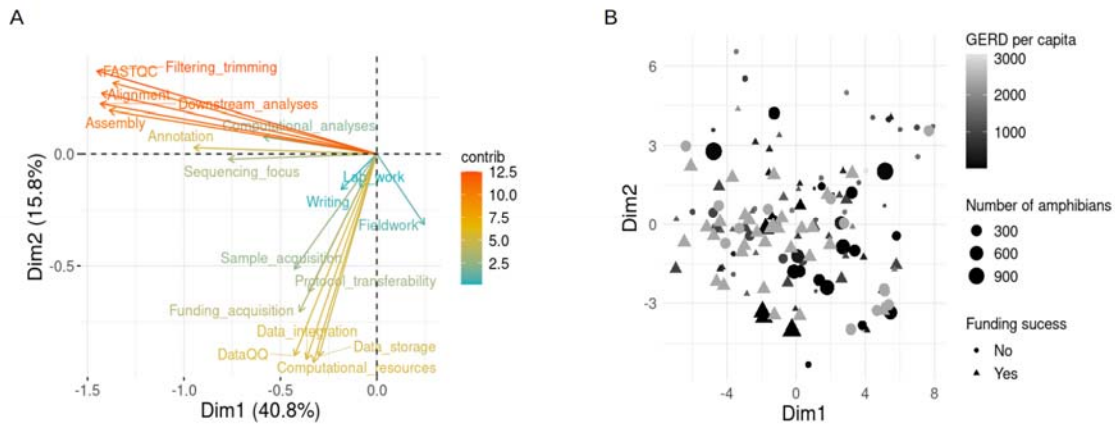 A
FASTQC
Filtering_trimming
Alignment
Downstream_analyses
Assembly
Computational_analyses
Annotation
Sequencing_focus
Lab_work
Writing
Fieldwork
Sample_acquisition
Protocol_transferability
Funding_acquisition
Data_integration
DataQQ
Data_storage
Computational_resources
0.0
-0.5
-1.5
-1.0
-0.5
0.0
Dim2 (15.8%)
Dim1 (40.8%)
contrib
12.5
10.0
7.5
5.0
2.5
B
6
3
0
-3
-4
0
4
8
Dim2
Dim1
GERD per capita
3000
2000
1000
Number of amphibians
300
600
900
Funding sucess
No
Yes